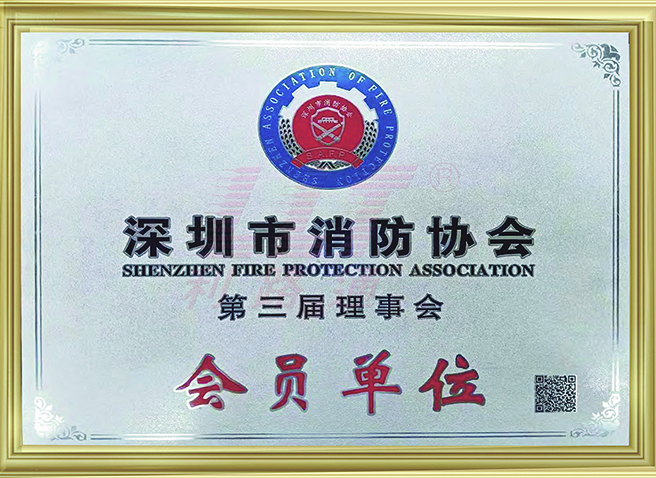 SHENZHEN ASSOCIATION OF FIRE PROTECTION
深圳市消防协会
S.A.F.P.
深圳市消防协会
SHENZHEN FIRE PROTECTION ASSOCIATION
第三届理事会
会员单位